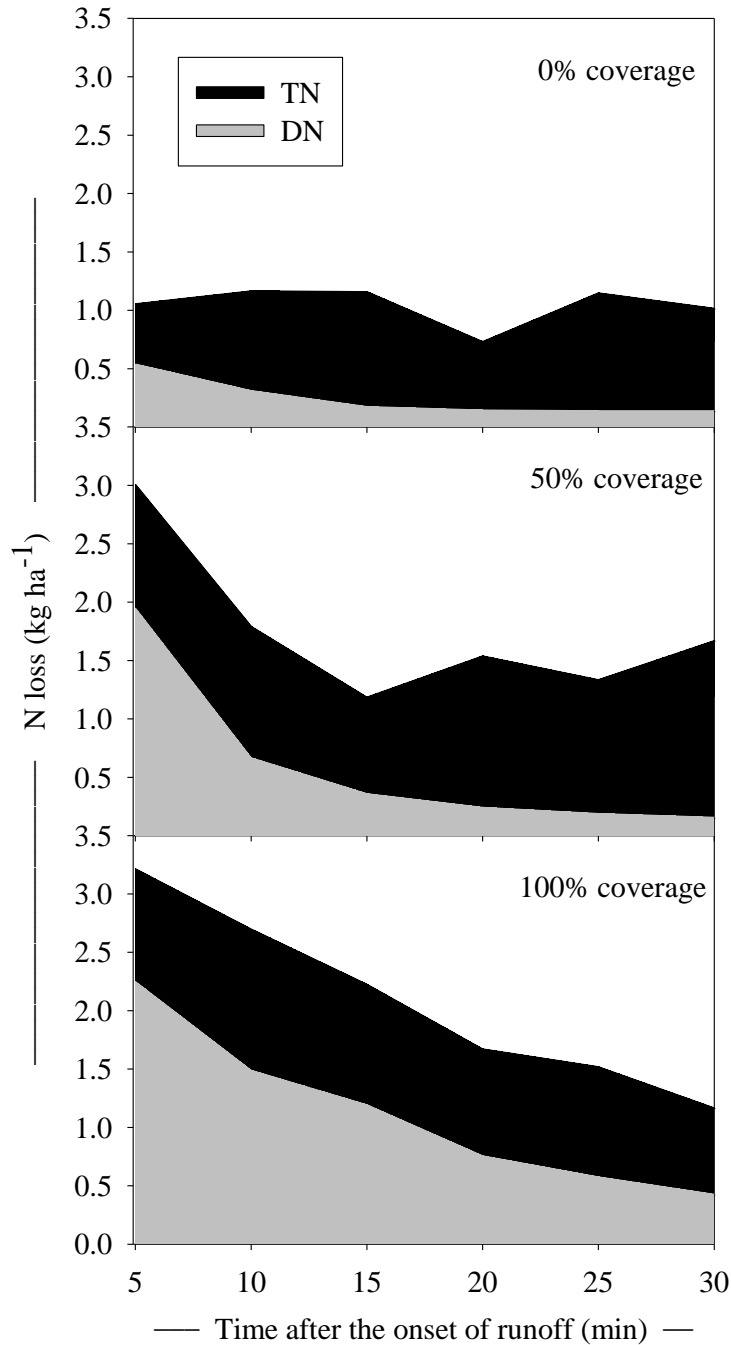 3.5
0% coverage
3.0
TN
2.5
DN
2.0
1.5
1.0
0.5
3.5
50% coverage
3.0
2.5
2.0
1.5
1.0
0.5
3.5
100% coverage
3.0
2.5
2.0
1.5
1.0
0.5
0.0
N loss (kg ha⁻¹)
5 10 15 20 25 30
Time after the onset of runoff (min)